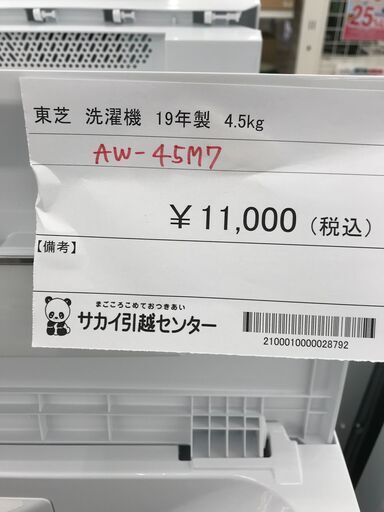 25%
東芝 洗濯機 19年製 4.5kg
AW-45M7
￥11,000（税込）
【備考】
まごころこめておつきあい
サカイ引越センター
2100010000028792